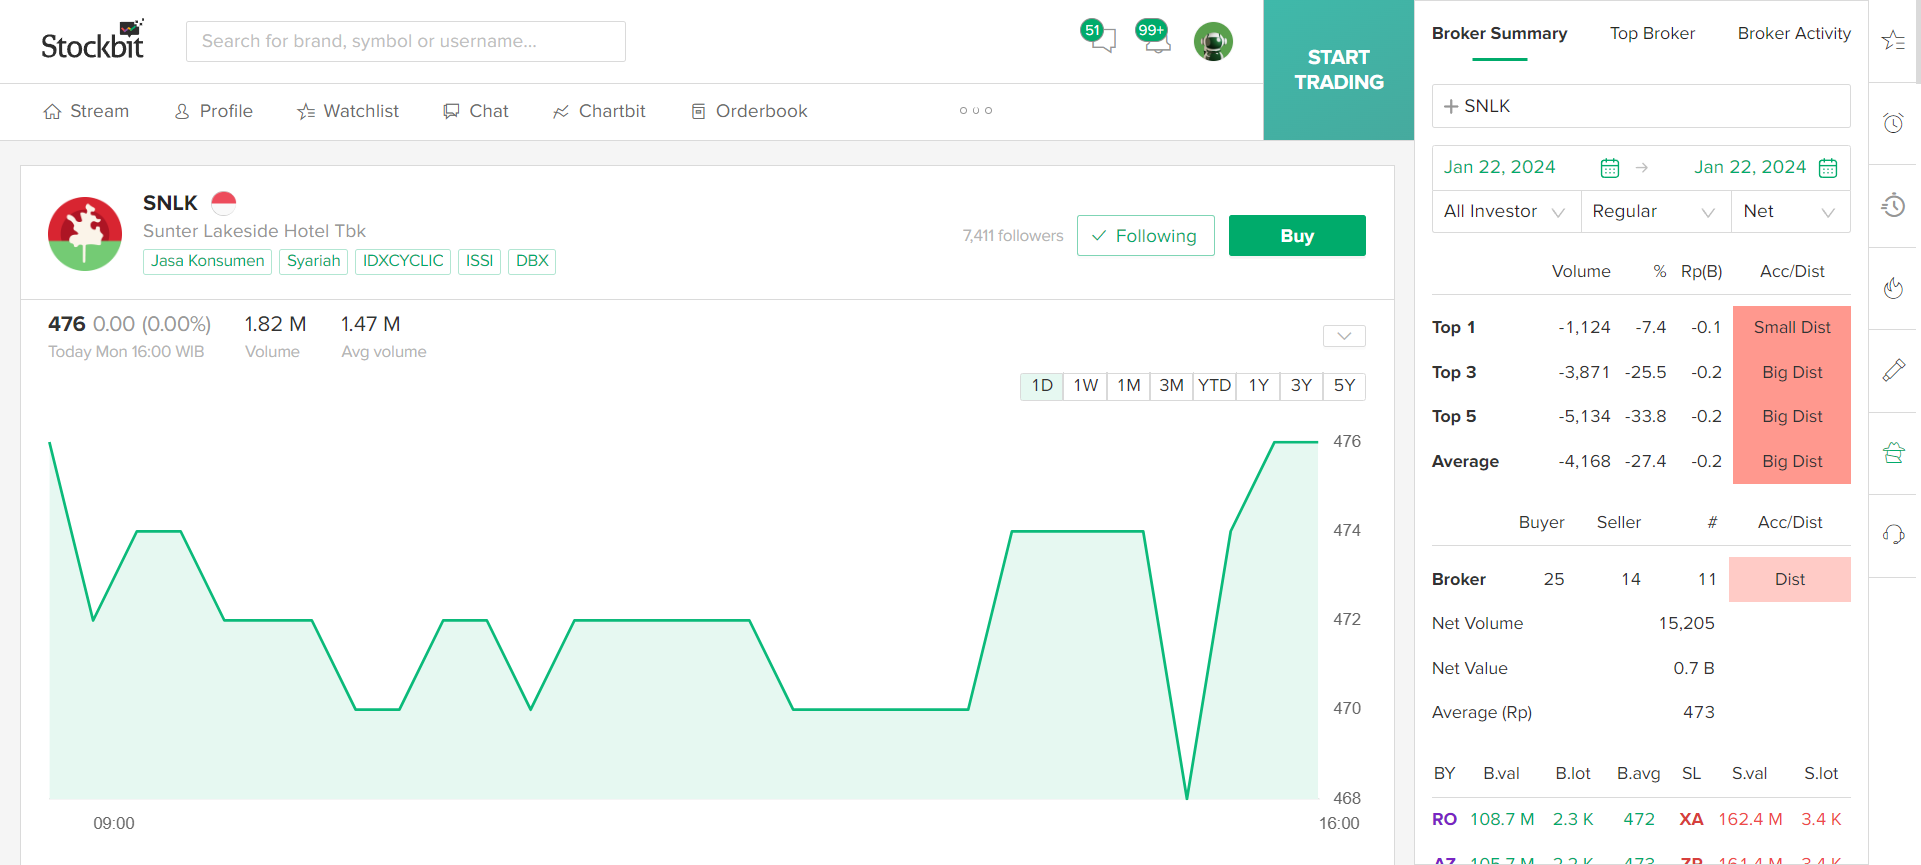 Stockbit
Search for brand, symbol or username...
51
99+
START
TRADING
Stream Profile Watchlist Chat Chartbit Orderbook
SNLK
Sunter Lakeside Hotel Tbk
Jasa Konsumen Syariah IDXCYCLIC ISSI DBX
7,411 followers Following Buy
476 0.00 (0.00%) 1.82 M 1.47 M
Today Mon 16:00 WIB Volume Avg volume
1D 1W 1M 3M YTD 1Y 3Y 5Y
476
474
472
470
468
09:00 16:00
Broker Summary Top Broker Broker Activity
SNLK
Jan 22, 2024 Jan 22, 2024
All Investor Regular Net
Volume % Rp(B) Acc/Dist
Top 1 -1,124 -7.4 -0.1 Small Dist
Top 3 -3,871 -25.5 -0.2 Big Dist
Top 5 -5,134 -33.8 -0.2 Big Dist
Average -4,168 -27.4 -0.2 Big Dist
Buyer Seller # Acc/Dist
Broker 25 14 11 Dist
Net Volume 15,205
Net Value 0.7 B
Average (Rp) 473
BY B.val B.lot B.avg SL S.val S.lot
RO 108.7 M 2.3 K 472 XA 162.4 M 3.4 K